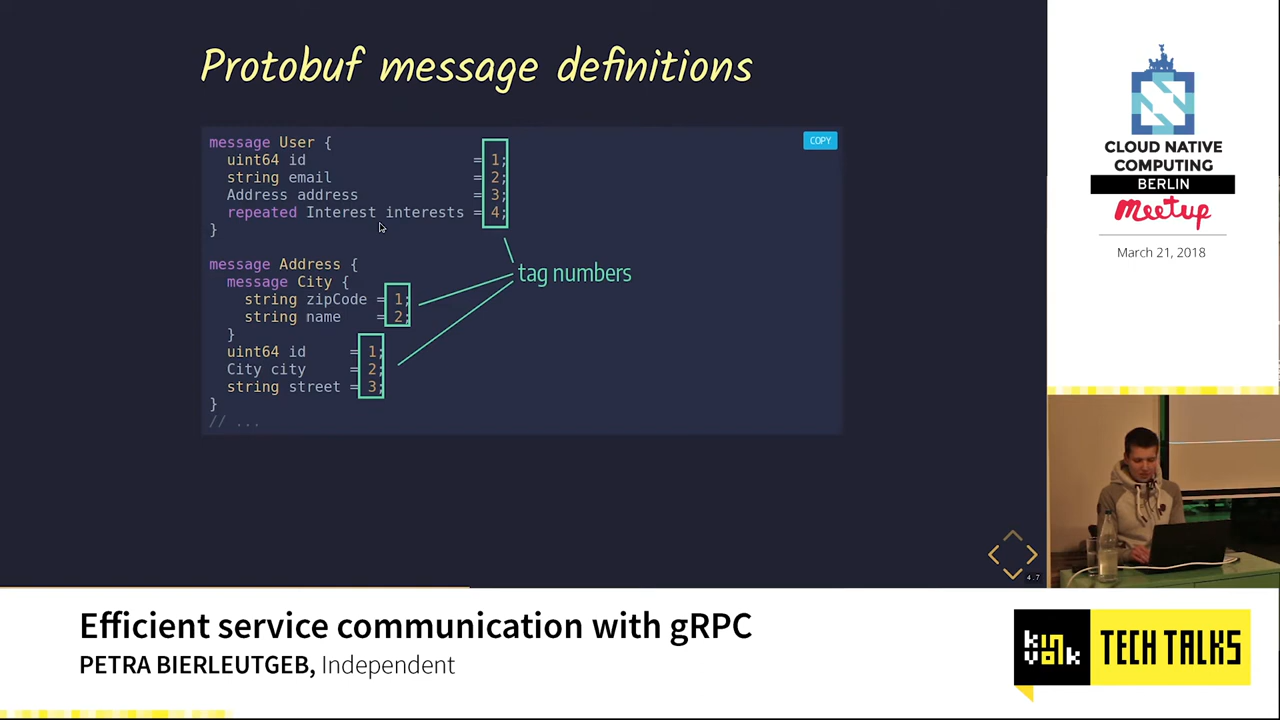 Protobuf message definitions
COPY
message User {
uint64 id = 1;
string email = 2;
Address address = 3;
repeated Interest interests = 4;
}
message Address {
message City {
string zipCode = 1;
string name = 2;
}
uint64 id = 1;
City city = 2;
string street = 3;
}
// ...
tag numbers
4.7
CLOUD NATIVE
COMPUTING
BERLIN
Meetup
March 21, 2018
Efficient service communication with gRPC
PETRA BIERLEUTGEB, Independent
kinvolk
TECH TALKS